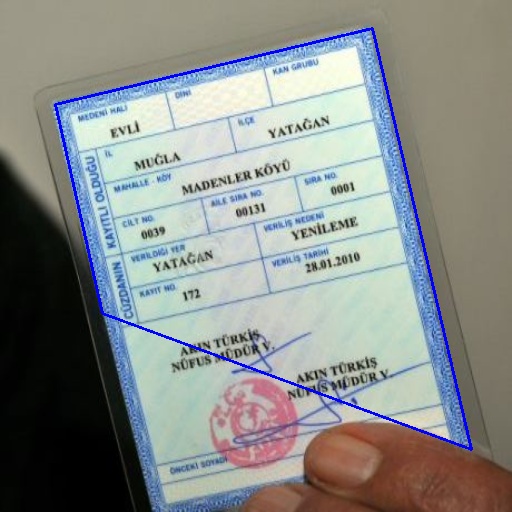 MEDENİ HALİ DİNİ KAN GRUBU
EVLİ
İL İLÇE
MUĞLA YATAĞAN
MAHALLE - KÖY
MADENLER KÖYÜ
CİLT NO. AİLE SIRA NO. SIRA NO.
0039 00131 0001
VERİLDİĞİ YER VERİLİŞ NEDENİ
YATAĞAN YENİLEME
KAYIT NO. VERİLİŞ TARİHİ
172 28.01.2010
KAYITLI OLDUĞU
CÜZDANIN
AKIN TÜRKİŞ
NÜFUS MÜDÜR V.
AKIN TÜRKİŞ
NÜFUS MÜDÜR V.
ÖNCEKİ SOYADI